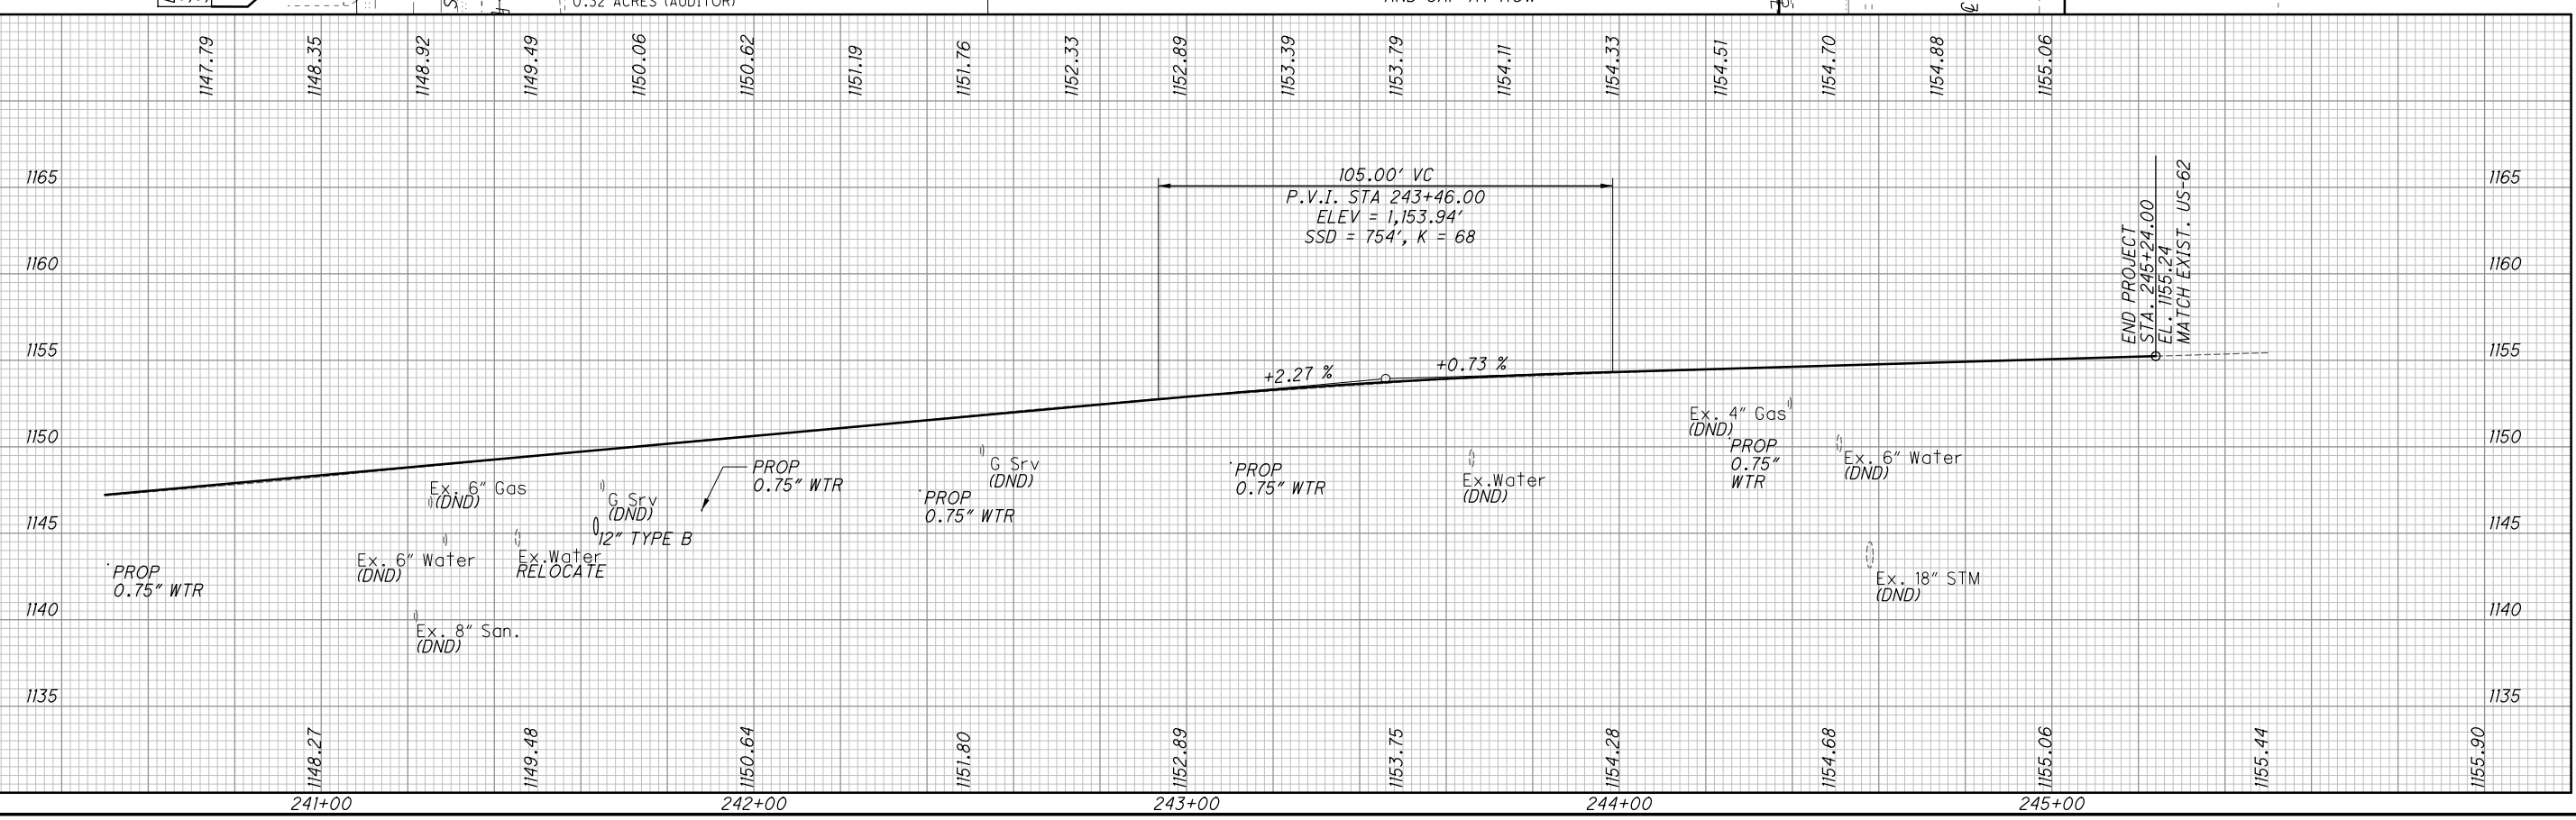 0.32 ACRES (AUDITOR)
1147.79
1148.35
1148.92
1149.49
1150.06
1150.62
1151.19
1151.76
1152.33
1152.89
1153.39
1153.79
1154.11
1154.33
1154.51
1154.70
1154.88
1155.06
1165
1165
105.00' VC
P.V.I. STA 243+46.00
ELEV = 1,153.94'
SSD = 754', K = 68
END PROJECT
STA. 245+24.00
EL. 1155.24
MATCH EXIST. US-62
1160
1160
1155
1155
+2.27 %
+0.73 %
1150
1150
Ex. 4" Gas
(DND)
PROP
0.75"
WTR
Ex. 6" Water
(DND)
PROP
0.75" WTR
G Srv
(DND)
PROP
0.75" WTR
Ex.Water
(DND)
Ex. 6" Gas
(DND)
G Srv
(DND)
PROP
0.75" WTR
1145
1145
12" TYPE B
Ex. 6" Water
(DND)
Ex.Water
RELOCATE
PROP
0.75" WTR
Ex. 18" STM
(DND)
1140
1140
Ex. 8" San.
(DND)
1135
1135
1148.27
1149.48
1150.64
1151.80
1152.89
1153.75
1154.28
1154.68
1155.06
1155.44
1155.90
241+00
242+00
243+00
244+00
245+00